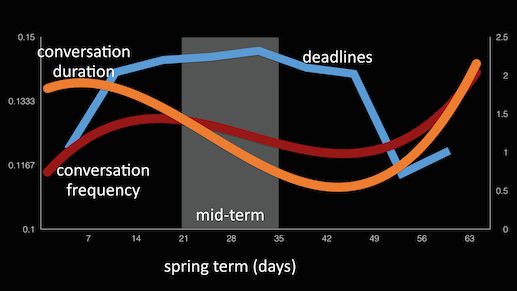 0.15
2.5
conversation
duration
deadlines
2
0.1333
1.5
1
0.1167
conversation
frequency
0.5
mid-term
0.1
0
7 14 21 28 35 42 49 56 63
spring term (days)